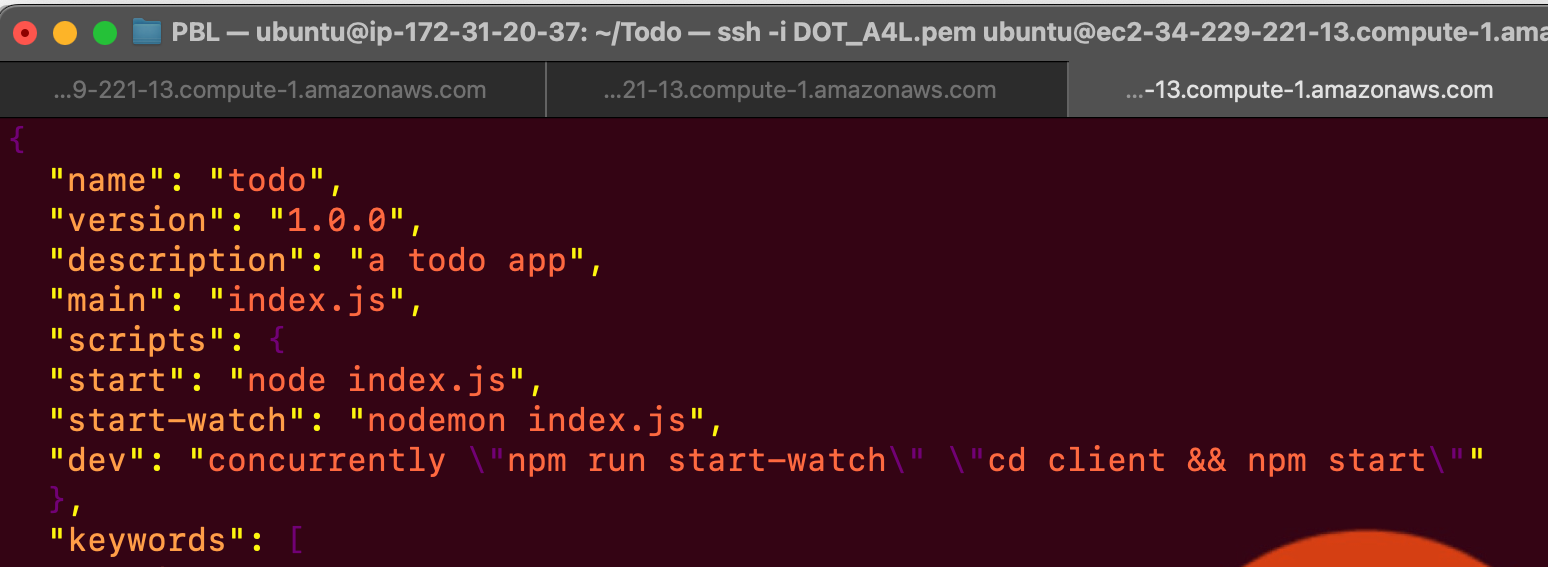 PBL — ubuntu@ip-172-31-20-37: ~/Todo — ssh -i DOT_A4L.pem ubuntu@ec2-34-229-221-13.compute-1.ama
...9-221-13.compute-1.amazonaws.com ...21-13.compute-1.amazonaws.com ...-13.compute-1.amazonaws.com
{
"name": "todo",
"version": "1.0.0",
"description": "a todo app",
"main": "index.js",
"scripts": {
"start": "node index.js",
"start-watch": "nodemon index.js",
"dev": "concurrently \"npm run start-watch\" \"cd client && npm start\""
},
"keywords": [